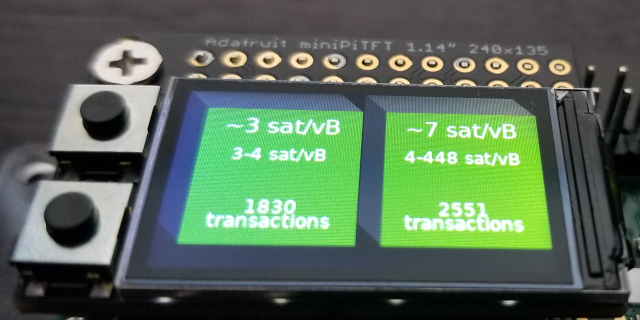 Adafruit miniPiTFT 1.14" 240x135
~3 sat/vB
3-4 sat/vB
1830
transactions
~7 sat/vB
4-448 sat/vB
2551
transactions